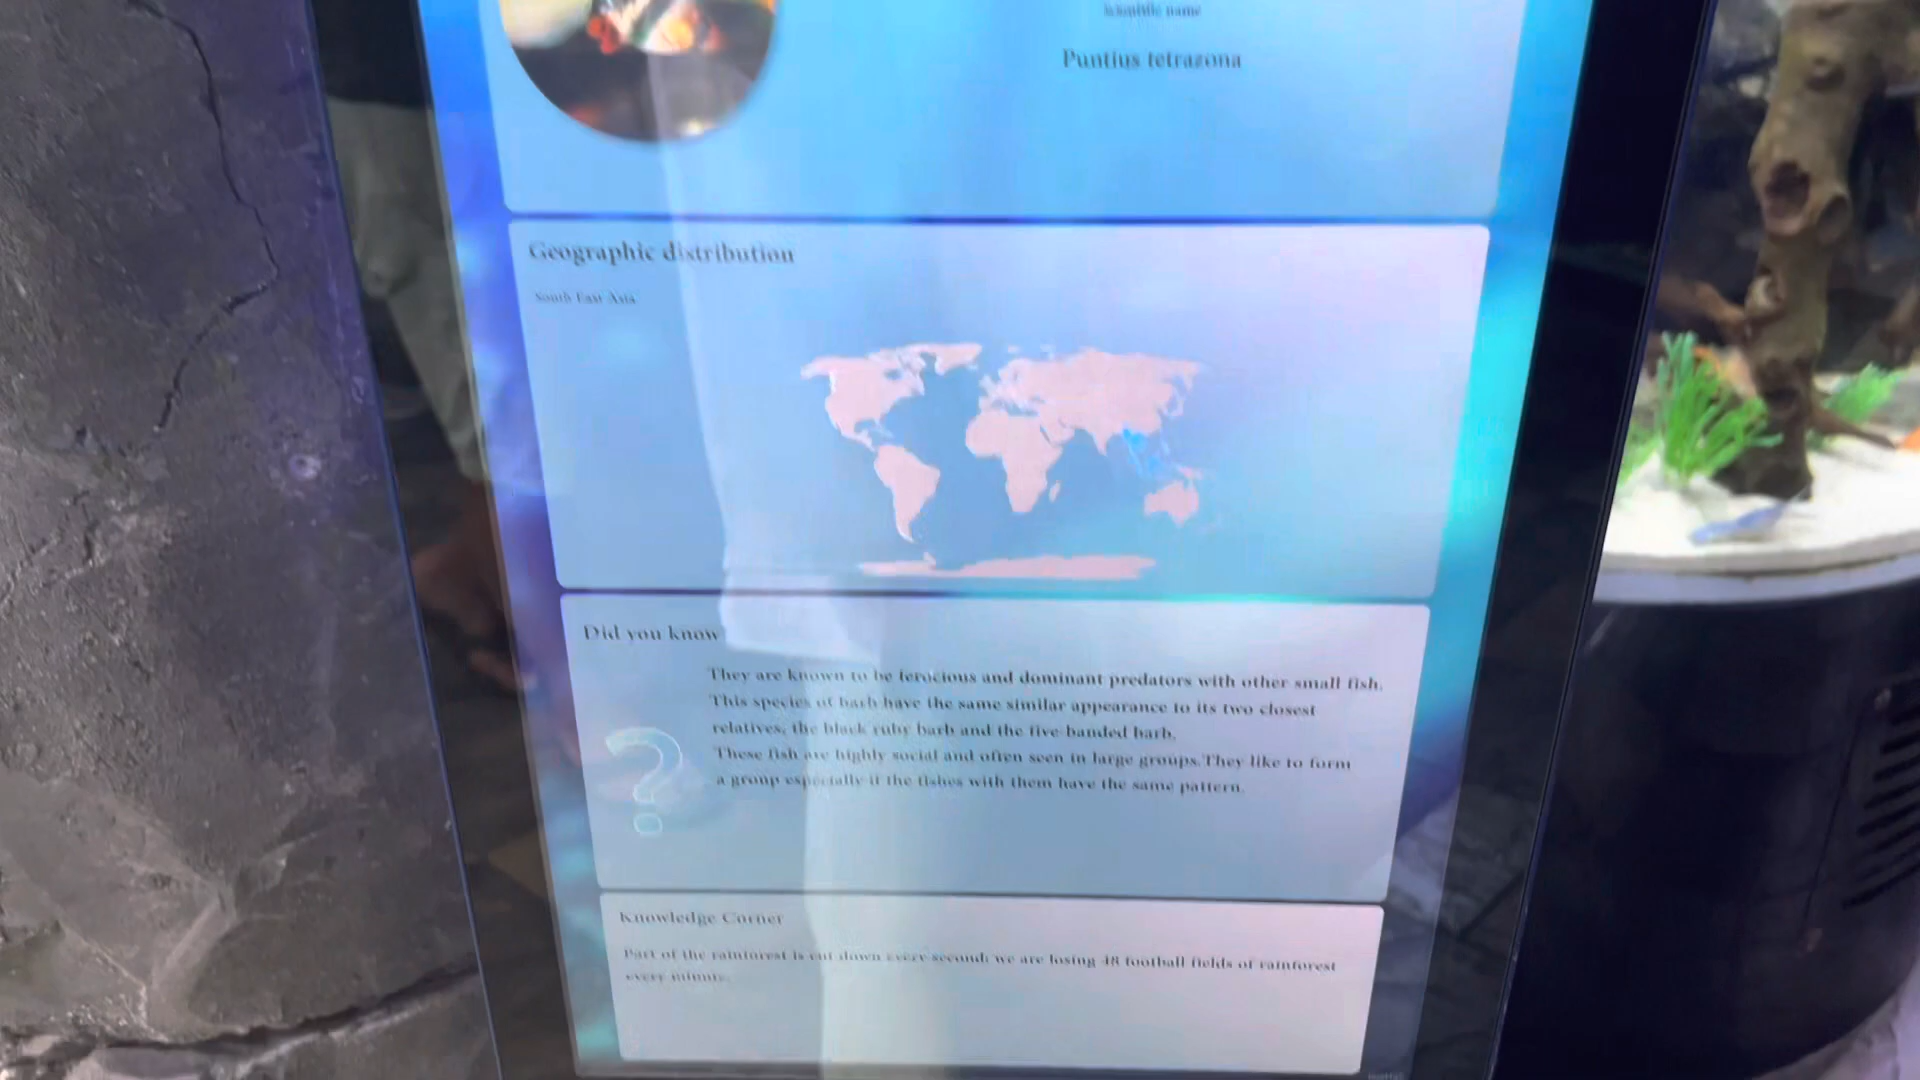 scientific name
Puntius tetrazona
Geographic distribution
South East Asia
Did you know
They are known to be ferocious and dominant predators with other small fish.
This species of barb have the same similar appearance to its two closest
relatives, the black ruby barb and the five banded barb.
These fish are highly social and often seen in large groups.They like to form
a group especially if the fishes with them have the same pattern.
Knowledge Corner
Part of the rainforest is cut down every second; we are losing 48 football fields of rainforest
every minute.